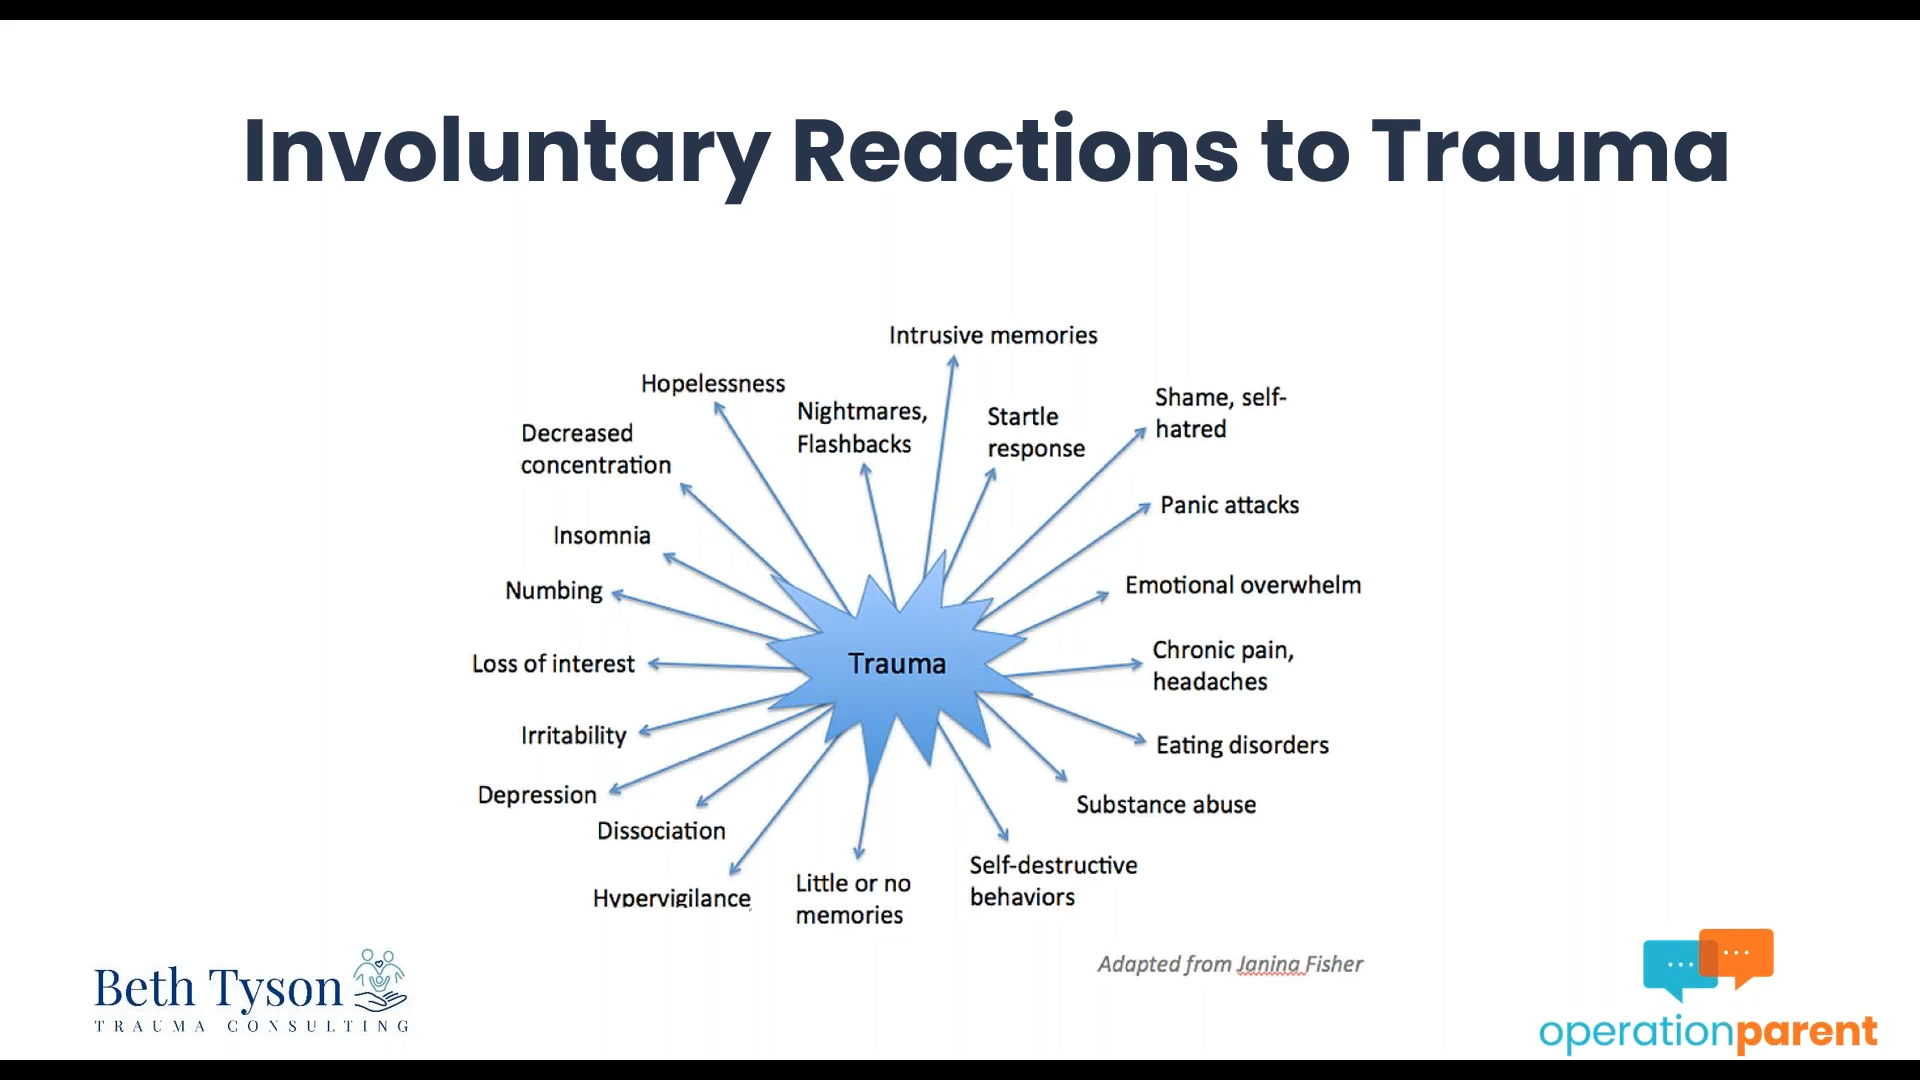 Involuntary Reactions to Trauma
Intrusive memories
Hopelessness
Nightmares,
Flashbacks
Startle
response
Shame, self-
hatred
Decreased
concentration
Panic attacks
Insomnia
Emotional overwhelm
Numbing
Trauma
Loss of interest
Chronic pain,
headaches
Irritability
Eating disorders
Depression
Substance abuse
Dissociation
Self-destructive
behaviors
Hypervigilance
Little or no
memories
Adapted from Janina Fisher
Beth Tyson
TRAUMA CONSULTING
operationparent